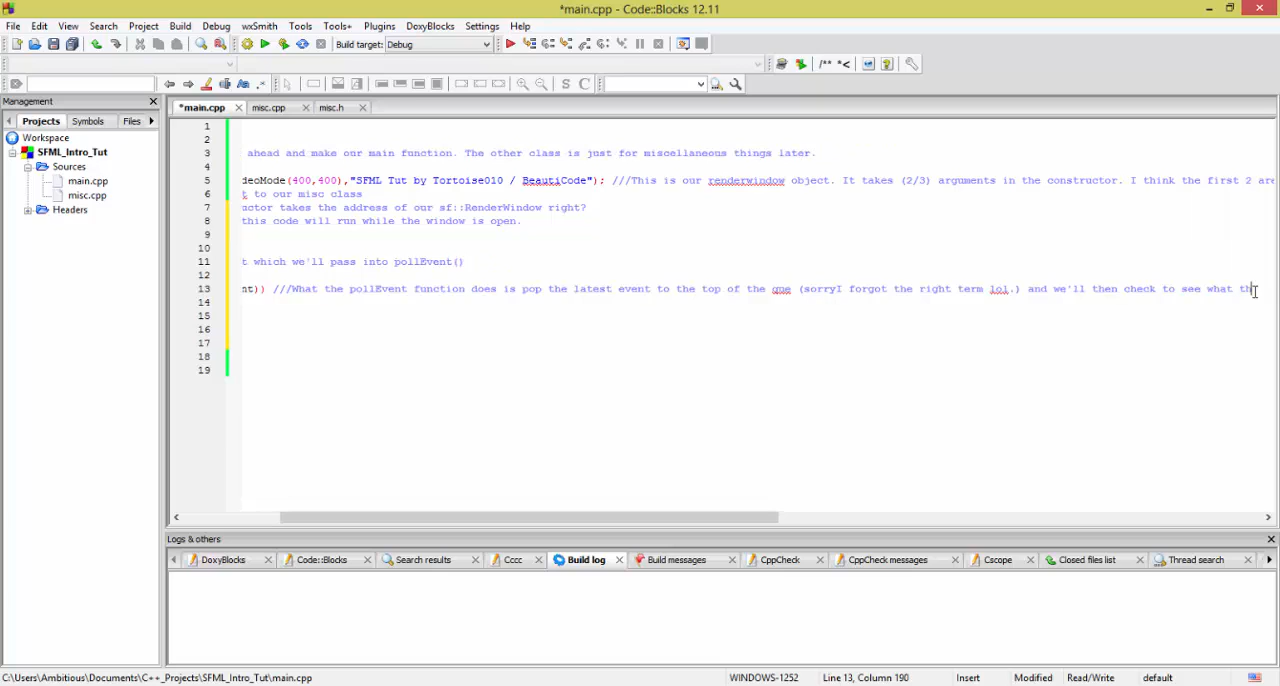 *main.cpp - Code::Blocks 12.11
File Edit View Search Project Build Debug wxSmith Tools Tools+ Plugins DoxyBlocks Settings Help
Build target: Debug
/** *<
S C
Management
*main.cpp misc.cpp misc.h
Projects Symbols Files
Workspace
SFML_Intro_Tut
Sources
main.cpp
misc.cpp
Headers
1
2
3 ahead and make our main function. The other class is just for miscellaneous things later.
4
5 deoMode(400,400),"SFML Tut by Tortoise010 / BeautiCode"); ///This is our renderwindow object. It takes (2/3) arguments in the constructor. I think the first 2 are
6 t to our misc class
7 uctor takes the address of our sf::RenderWindow right?
8 this code will run while the window is open.
9
10
11 t which we'll pass into pollEvent()
12
13 nt)) ///What the pollEvent function does is pop the latest event to the top of the que (sorryI forgot the right term lol.) and we'll then check to see what th
14
15
16
17
18
19
Logs & others
DoxyBlocks Code::Blocks Search results Cccc Build log Build messages CppCheck CppCheck messages Cscope Closed files list Thread search
C:\Users\Ambitious\Documents\C++_Projects\SFML_Intro_Tut\main.cpp WINDOWS-1252 Line 13, Column 190 Insert Modified Read/Write default